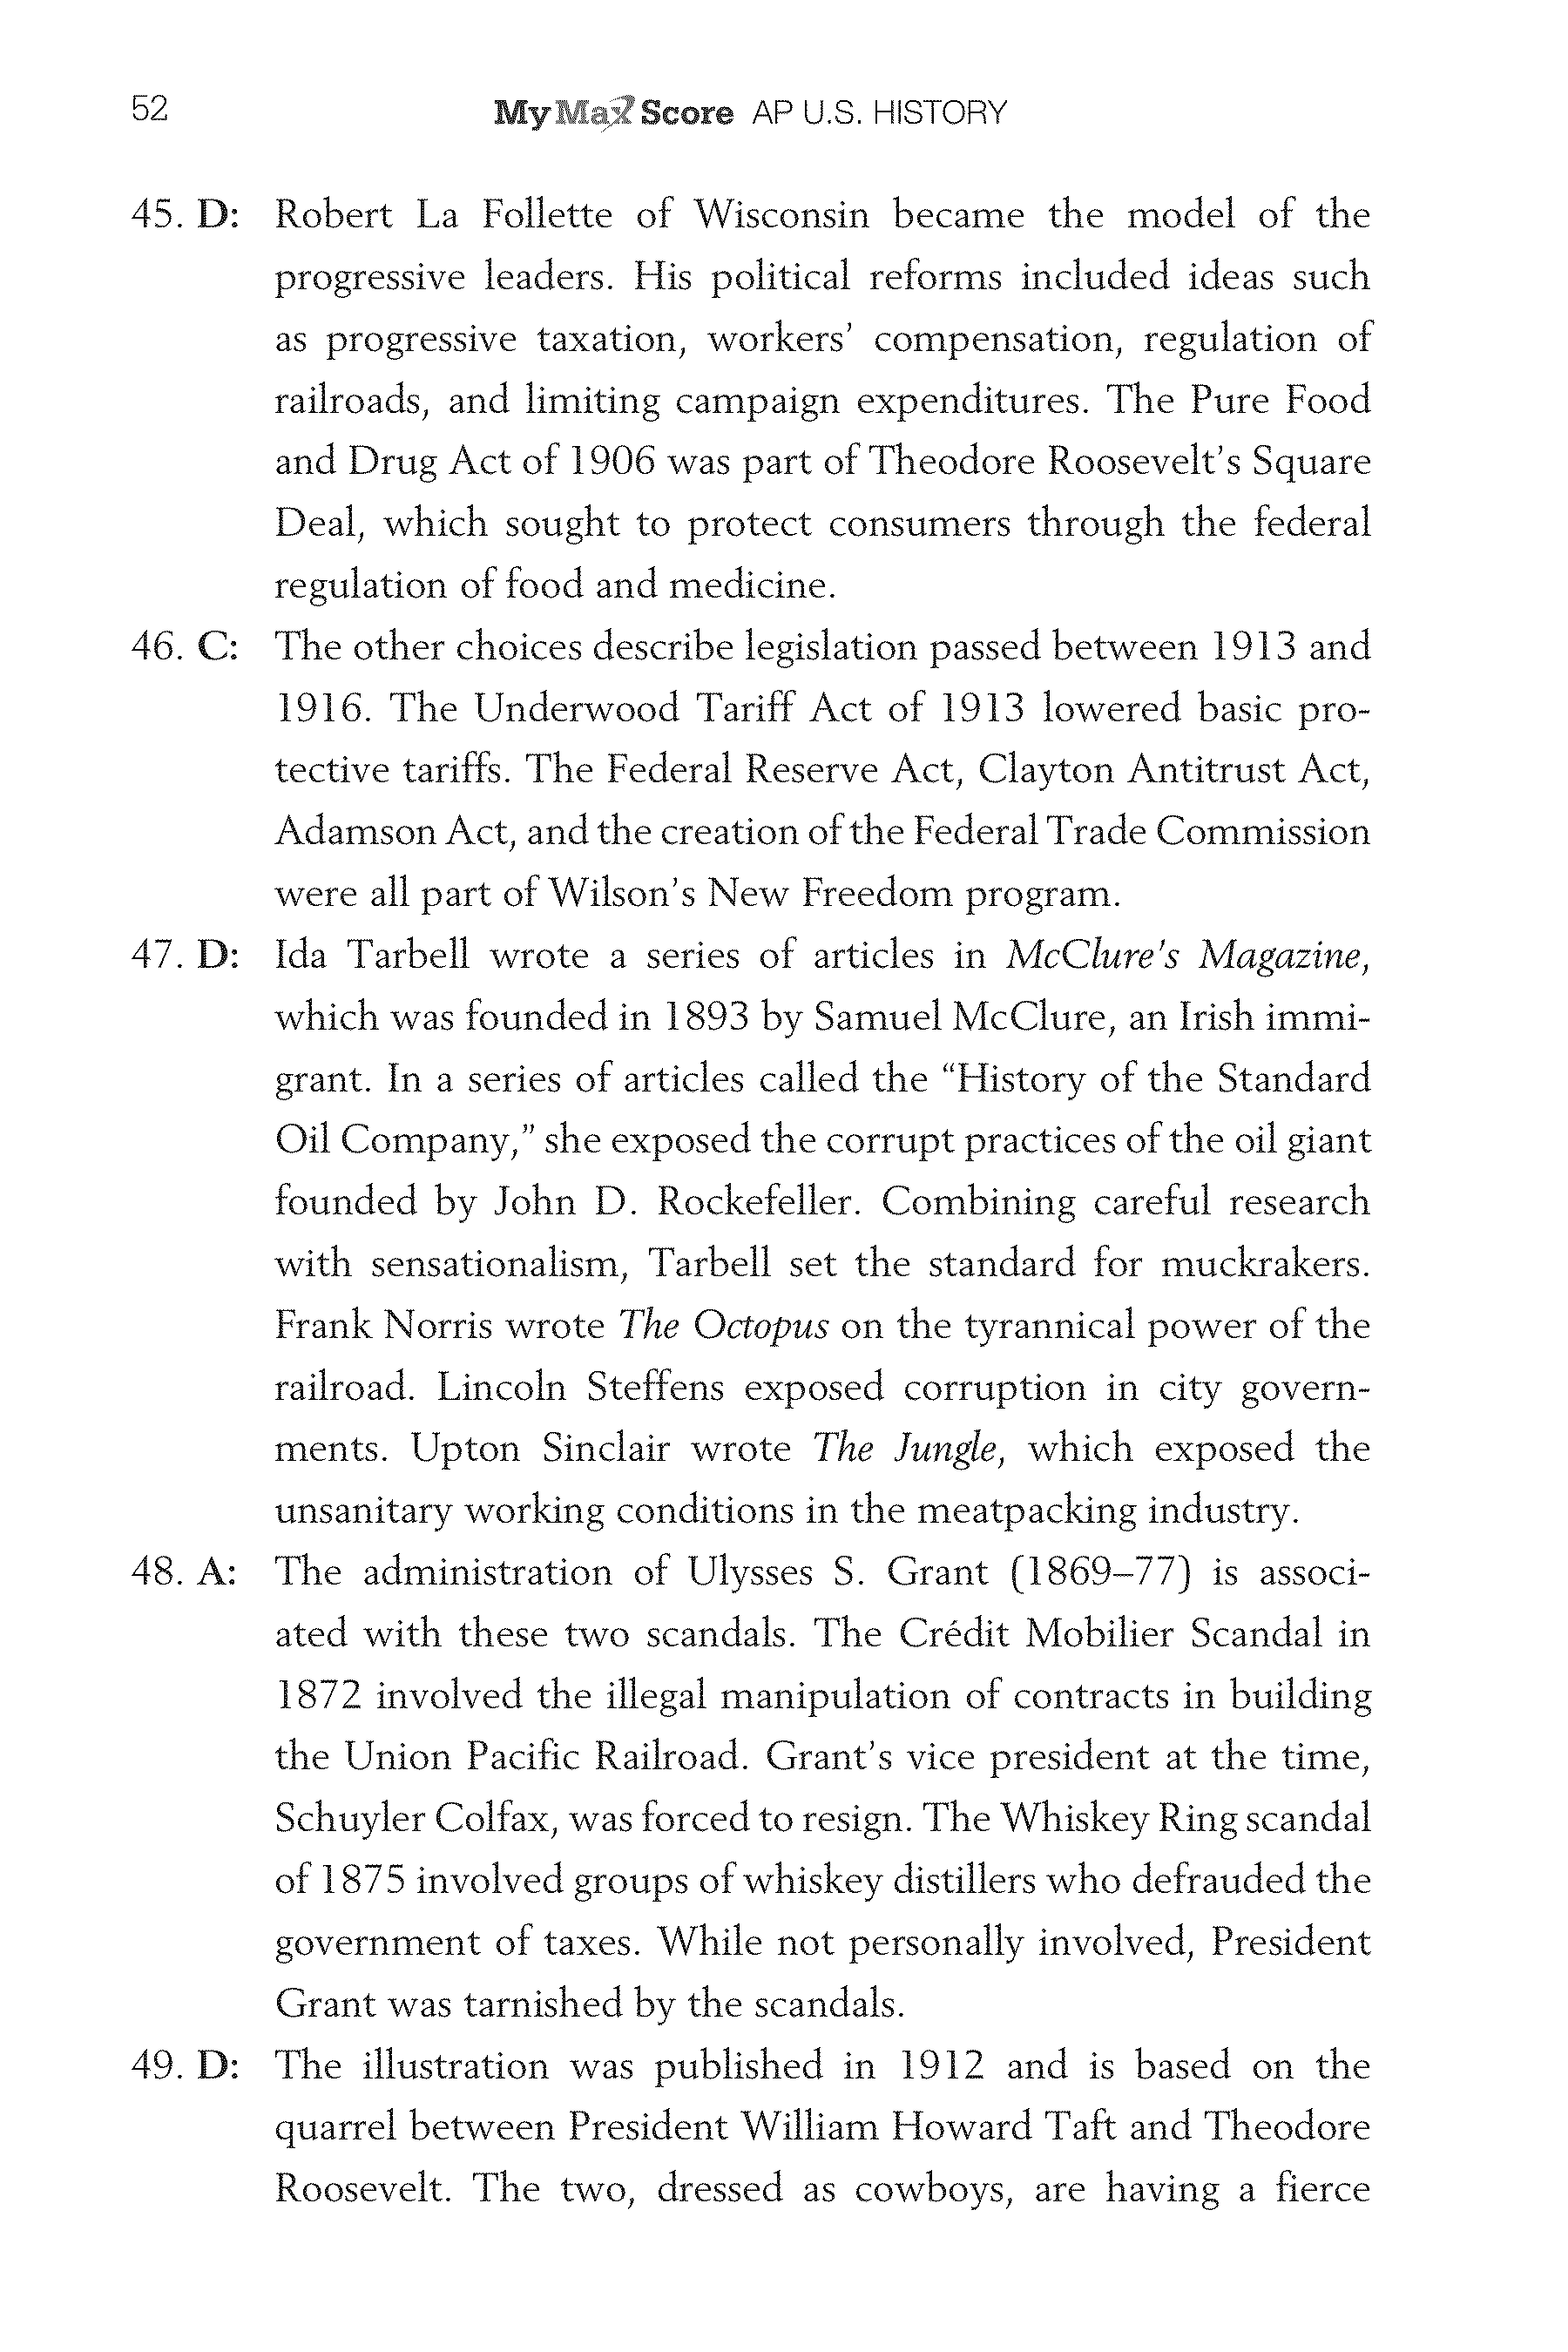 52
MyMax Score AP U.S. HISTORY
45. D: Robert La Follette of Wisconsin became the model of the
progressive leaders. His political reforms included ideas such
as progressive taxation, workers’ compensation, regulation of
railroads, and limiting campaign expenditures. The Pure Food
and Drug Act of 1906 was part of Theodore Roosevelt’s Square
Deal, which sought to protect consumers through the federal
regulation of food and medicine.
46. C: The other choices describe legislation passed between 1913 and
1916. The Underwood Tariff Act of 1913 lowered basic pro-
tective tariffs. The Federal Reserve Act, Clayton Antitrust Act,
Adamson Act, and the creation of the Federal Trade Commission
were all part of Wilson’s New Freedom program.
47. D: Ida Tarbell wrote a series of articles in McClure’s Magazine,
which was founded in 1893 by Samuel McClure, an Irish immi-
grant. In a series of articles called the “History of the Standard
Oil Company,” she exposed the corrupt practices of the oil giant
founded by John D. Rockefeller. Combining careful research
with sensationalism, Tarbell set the standard for muckrakers.
Frank Norris wrote The Octopus on the tyrannical power of the
railroad. Lincoln Steffens exposed corruption in city govern-
ments. Upton Sinclair wrote The Jungle, which exposed the
unsanitary working conditions in the meatpacking industry.
48. A: The administration of Ulysses S. Grant (1869–77) is associ-
ated with these two scandals. The Crédit Mobilier Scandal in
1872 involved the illegal manipulation of contracts in building
the Union Pacific Railroad. Grant’s vice president at the time,
Schuyler Colfax, was forced to resign. The Whiskey Ring scandal
of 1875 involved groups of whiskey distillers who defrauded the
government of taxes. While not personally involved, President
Grant was tarnished by the scandals.
49. D: The illustration was published in 1912 and is based on the
quarrel between President William Howard Taft and Theodore
Roosevelt. The two, dressed as cowboys, are having a fierce